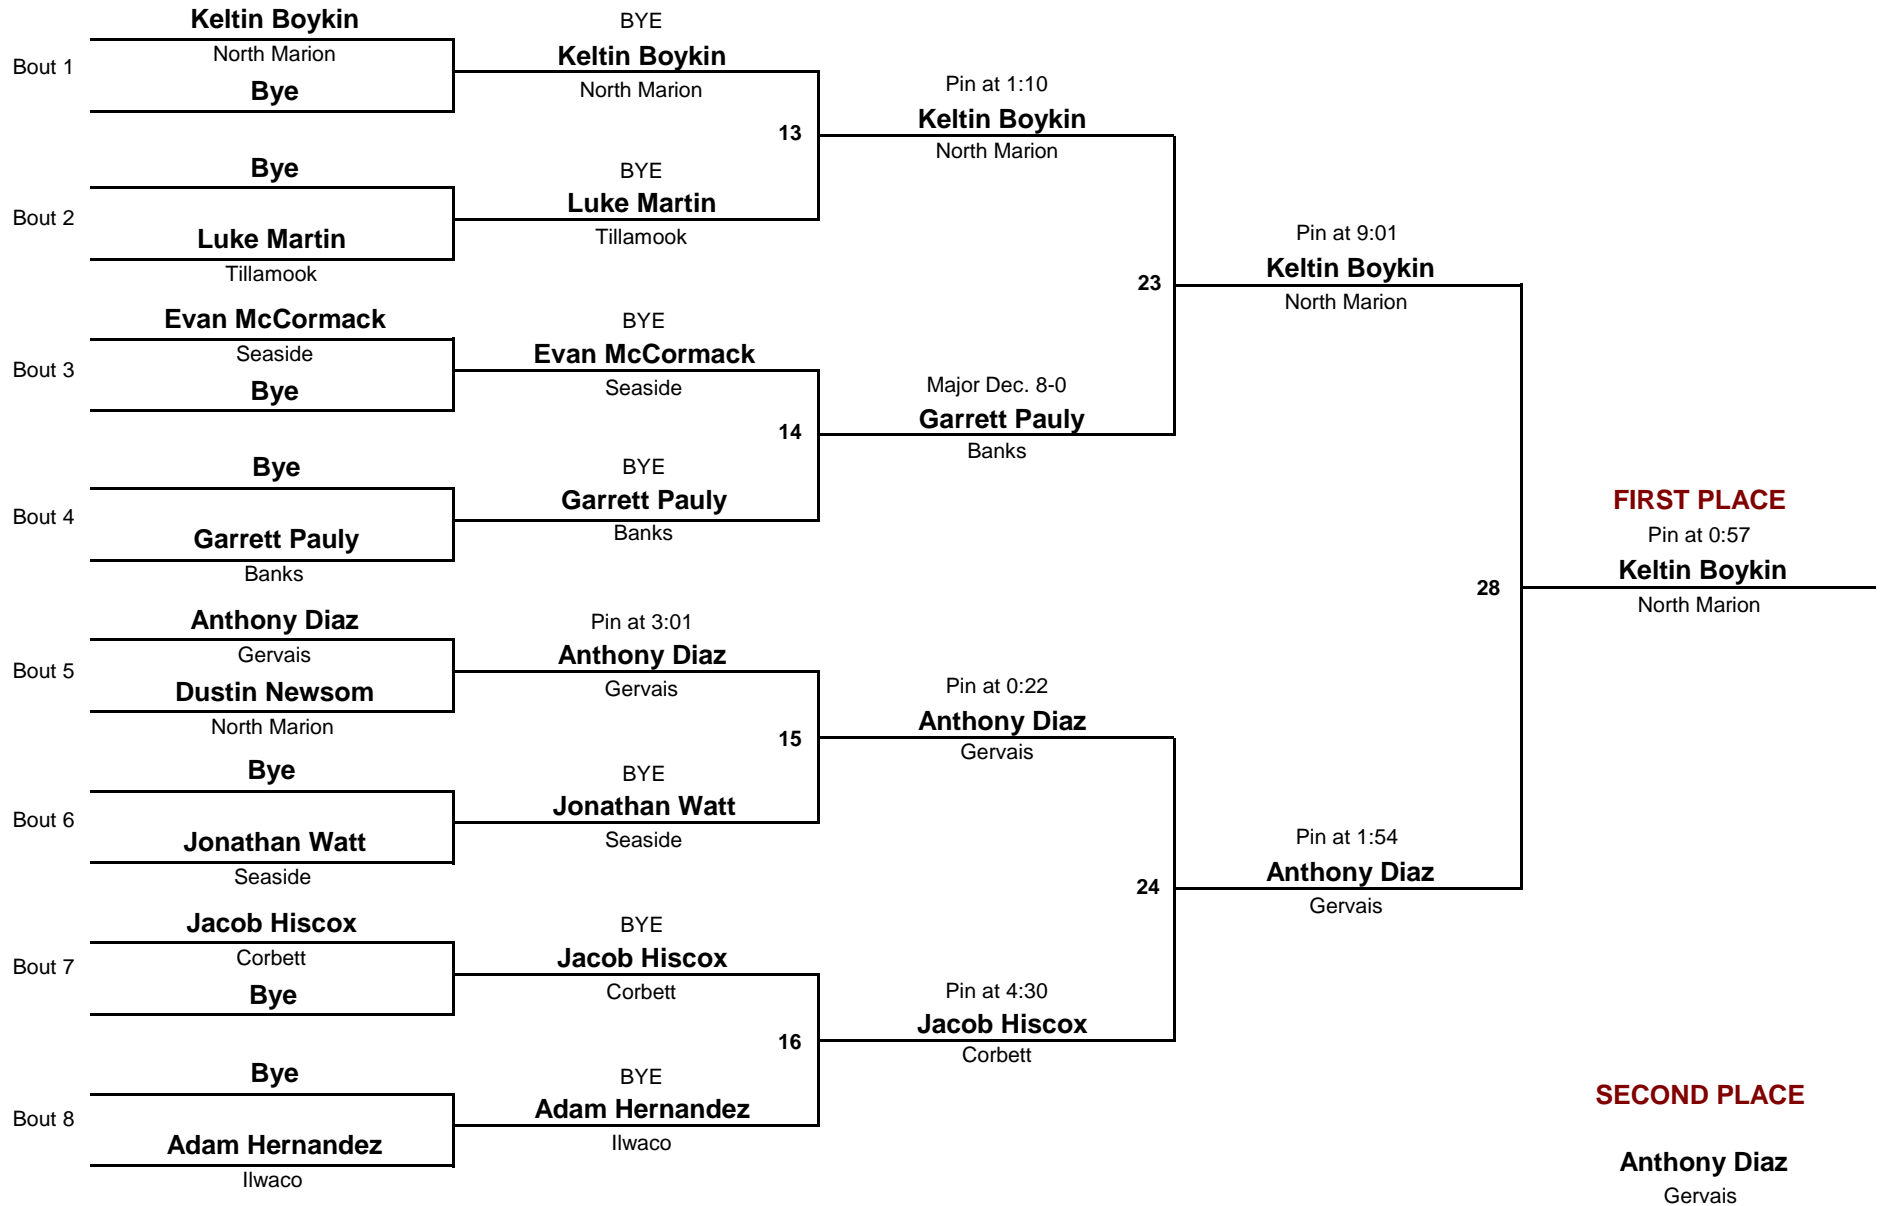 Keltin Boykin
North Marion
Bout 1
Bye
Bye
Bout 2
Luke Martin
Tillamook
Evan McCormack
Seaside
Bout 3
Bye
Bye
Bout 4
Garrett Pauly
Banks
Anthony Diaz
Gervais
Bout 5
Dustin Newsom
North Marion
Bye
Bout 6
Jonathan Watt
Seaside
Jacob Hiscox
Corbett
Bout 7
Bye
Bye
Bout 8
Adam Hernandez
Ilwaco
BYE
Keltin Boykin
North Marion
13
BYE
Luke Martin
Tillamook
BYE
Evan McCormack
Seaside
14
BYE
Garrett Pauly
Banks
Pin at 3:01
Anthony Diaz
Gervais
15
BYE
Jonathan Watt
Seaside
BYE
Jacob Hiscox
Corbett
16
BYE
Adam Hernandez
Ilwaco
Pin at 1:10
Keltin Boykin
North Marion
23
Major Dec. 8-0
Garrett Pauly
Banks
Pin at 0:22
Anthony Diaz
Gervais
24
Pin at 4:30
Jacob Hiscox
Corbett
Pin at 9:01
Keltin Boykin
North Marion
28
Pin at 1:54
Anthony Diaz
Gervais
FIRST PLACE
Pin at 0:57
Keltin Boykin
North Marion
SECOND PLACE
Anthony Diaz
Gervais